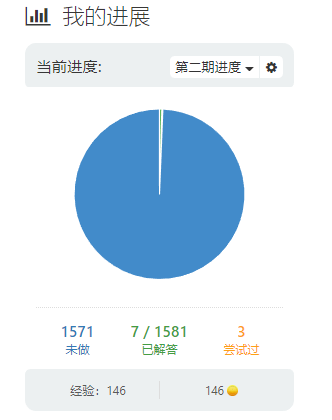 我的进展
当前进度: 第二期进度
1571 7 / 1581 3
未做 已解答 尝试过
经验: 146 146